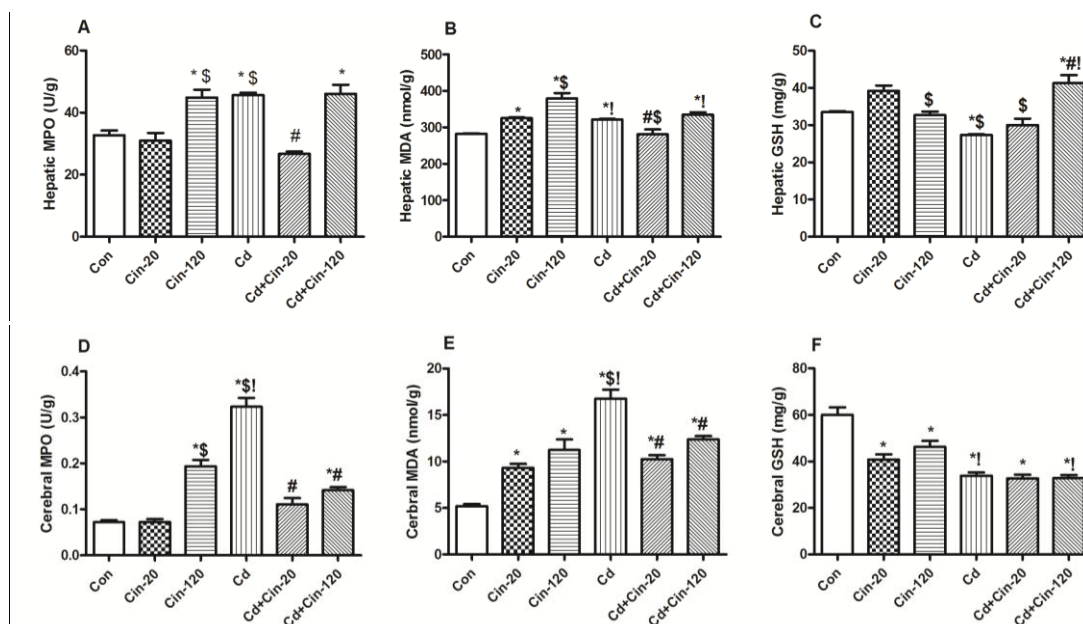 A
Hepatic MPO (U/g)
60
40
20
0
* $
* $
#
*
Con
Cin-20
Cin-120
Cd
Cd+Cin-20
Cd+Cin-120
B
Hepatic MDA (nmol/g)
500
400
300
200
100
0
*
*$
*!
#$
*!
Con
Cin-20
Cin-120
Cd
Cd+Cin-20
Cd+Cin-120
C
Hepatic GSH (mg/g)
50
40
30
20
10
0
$
*$
$
*#!
Con
Cin-20
Cin-120
Cd
Cd+Cin-20
Cd+Cin-120
D
Cerebral MPO (U/g)
0.4
0.3
0.2
0.1
0.0
*$
*$!
#
*#
Con
Cin-20
Cin-120
Cd
Cd+Cin-20
Cd+Cin-120
E
Cerbral MDA (nmol/g)
20
15
10
5
0
*
*
*$!
*#
*#
Con
Cin-20
Cin-120
Cd
Cd+Cin-20
Cd+Cin-120
F
Cerebral GSH (mg/g)
80
60
40
20
0
*
*
*!
*
*!
Con
Cin-20
Cin-120
Cd
Cd+Cin-20
Cd+Cin-120